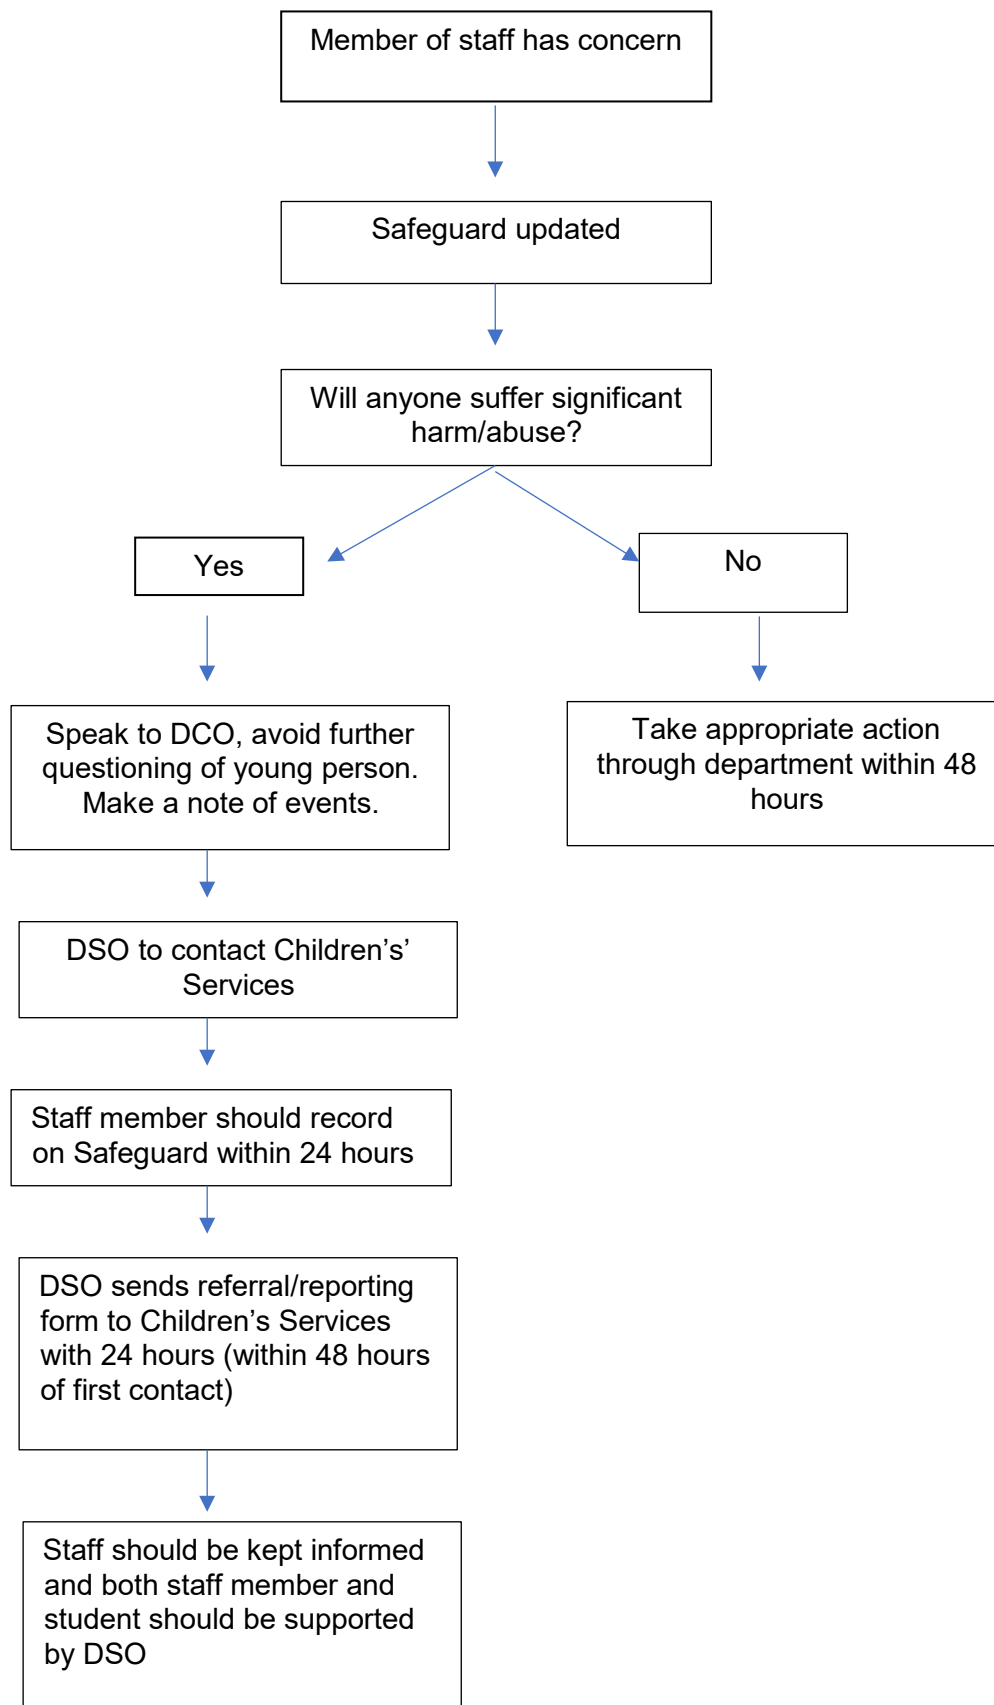 Member of staff has concern
Safeguard updated
Will anyone suffer significant
harm/abuse?
Yes
No
Speak to DCO, avoid further
questioning of young person.
Make a note of events.
Take appropriate action
through department within 48
hours
DSO to contact Children’s’
Services
Staff member should record
on Safeguard within 24 hours
DSO sends referral/reporting
form to Children’s Services
with 24 hours (within 48 hours
of first contact)
Staff should be kept informed
and both staff member and
student should be supported
by DSO